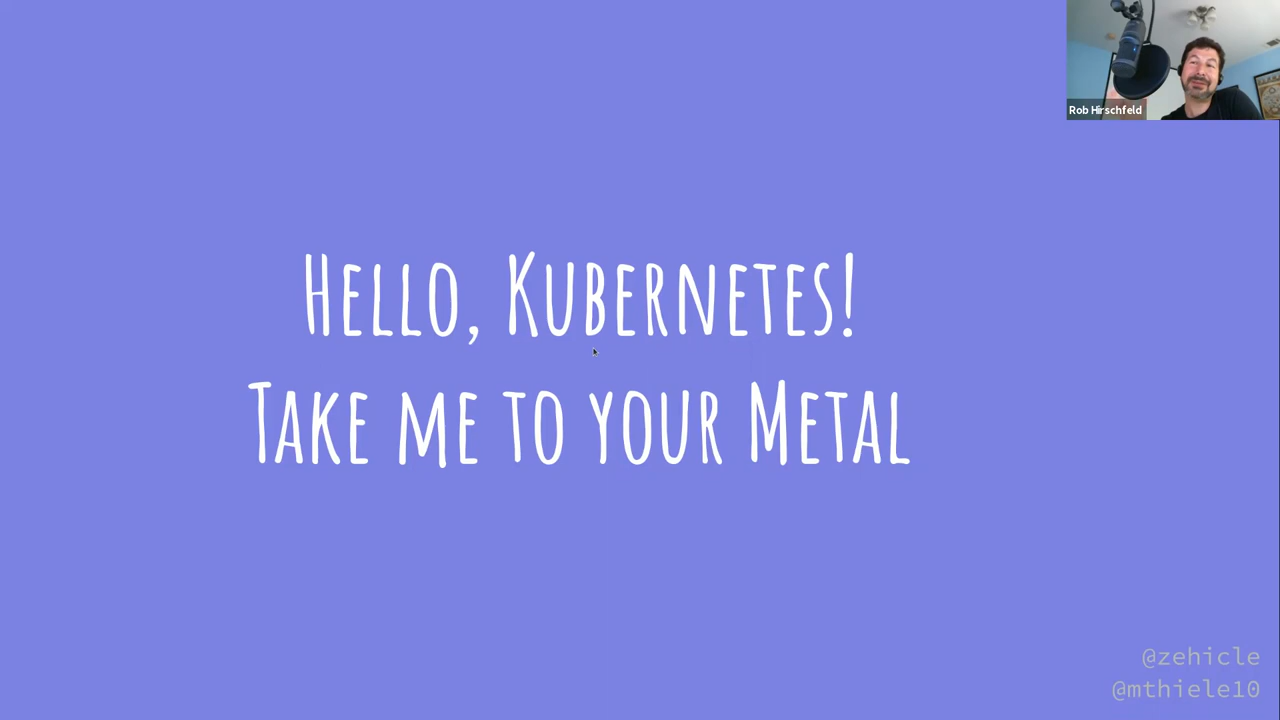 Rob Hirschfeld
Hello, Kubernetes!
Take me to your Metal
@zehicle
@mthiele10